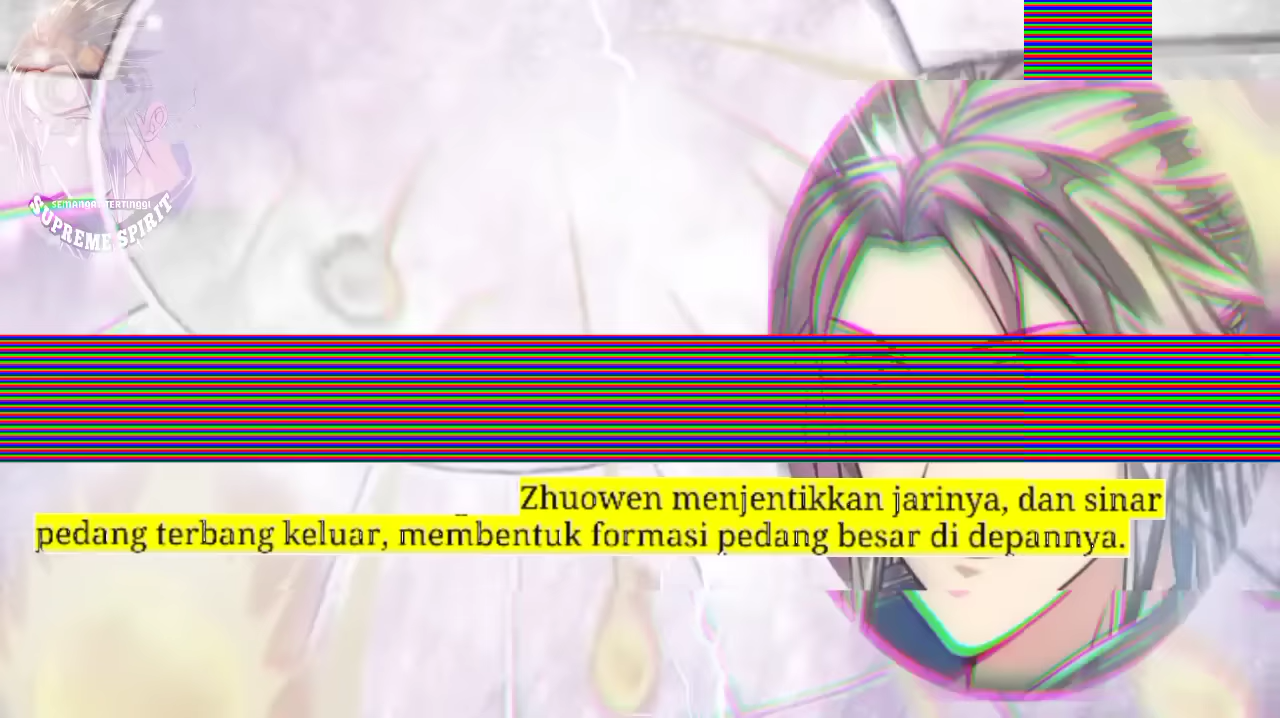 SEMANGAT TERTINGGI
SUPREME SPIRIT
Zhuowen menjentikkan jarinya, dan sinar
pedang terbang keluar, membentuk formasi pedang besar di depannya.